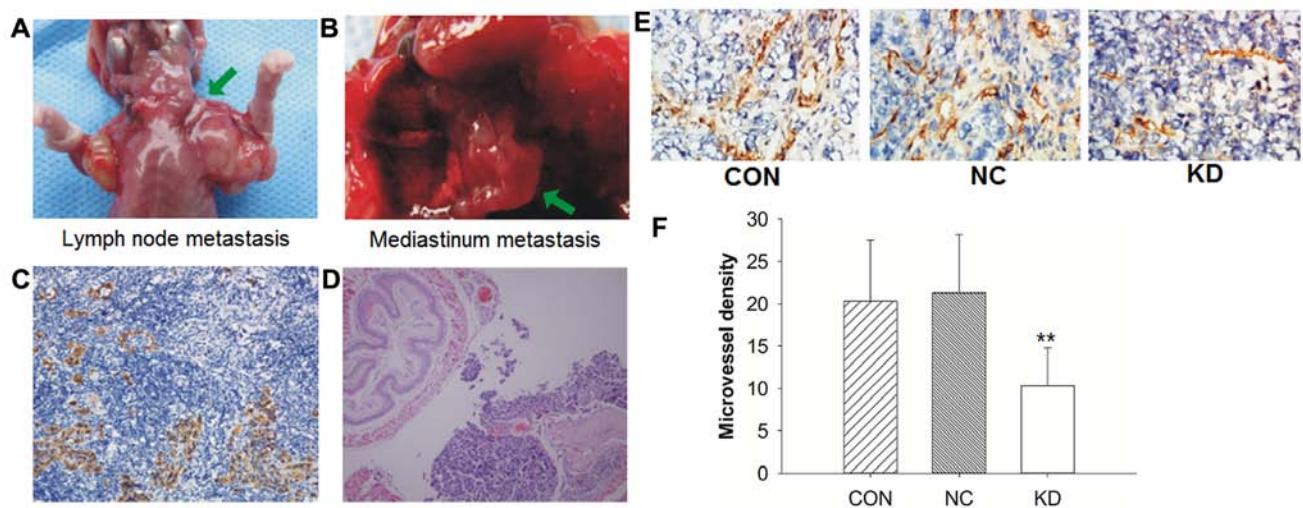 A
B
Lymph node metastasis
Mediastinum metastasis
C
D
E
CON
NC
KD
F
Microvessel density
30
25
20
15
10
5
0
**
CON
NC
KD